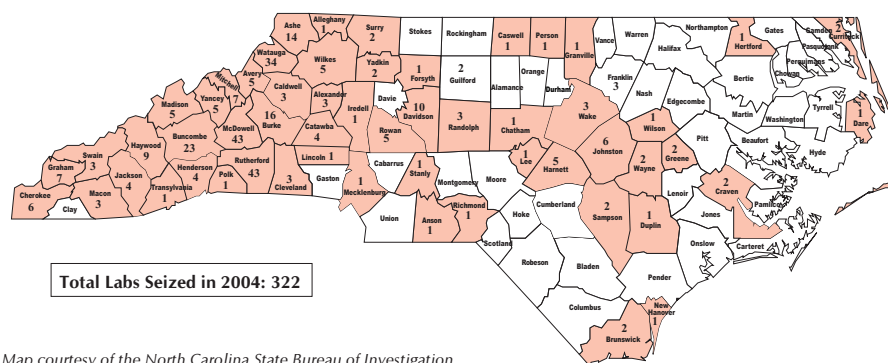 Ashe
14
Alleghany
1
Surry
2
Stokes
Rockingham
Caswell
1
Person
1
Granville
1
Vance
Warren
Northampton
Halifax
Hertford
1
Gates
Camden
Currituck
2
Pasquotank
Perquimans
Chowan
Watauga
34
Wilkes
5
Yadkin
2
Forsyth
1
Guilford
2
Orange
Alamance
Durham
Franklin
3
Nash
Edgecombe
Bertie
Martin
Washington
Tyrrell
Dare
1
Mitchell
7
Avery
5
Caldwell
3
Alexander
3
Iredell
1
Davie
Davidson
10
Randolph
3
Chatham
1
Wake
3
Wilson
1
Pitt
Beaufort
Hyde
Madison
5
Yancey
5
McDowell
43
Burke
16
Catawba
4
Rowan
5
Johnston
6
Greene
2
Wayne
2
Swain
3
Haywood
9
Buncombe
23
Rutherford
43
Lincoln 1
Cabarrus
Stanly
1
Montgomery
Moore
Lee
1
Harnett
5
Lenoir
Craven
2
Pamlico
Graham
7
Jackson
4
Henderson
4
Polk
1
Cleveland
3
Gaston
Mecklenburg
1
Cherokee
6
Clay
Macon
3
Transylvania
1
Union
Anson
1
Richmond
1
Hoke
Cumberland
Sampson
2
Duplin
1
Jones
Carteret
Scotland
Robeson
Bladen
Onslow
Pender
Columbus
Brunswick
2
New
Hanover
1
Total Labs Seized in 2004: 322
Map courtesy of the North Carolina State Bureau of Investigation